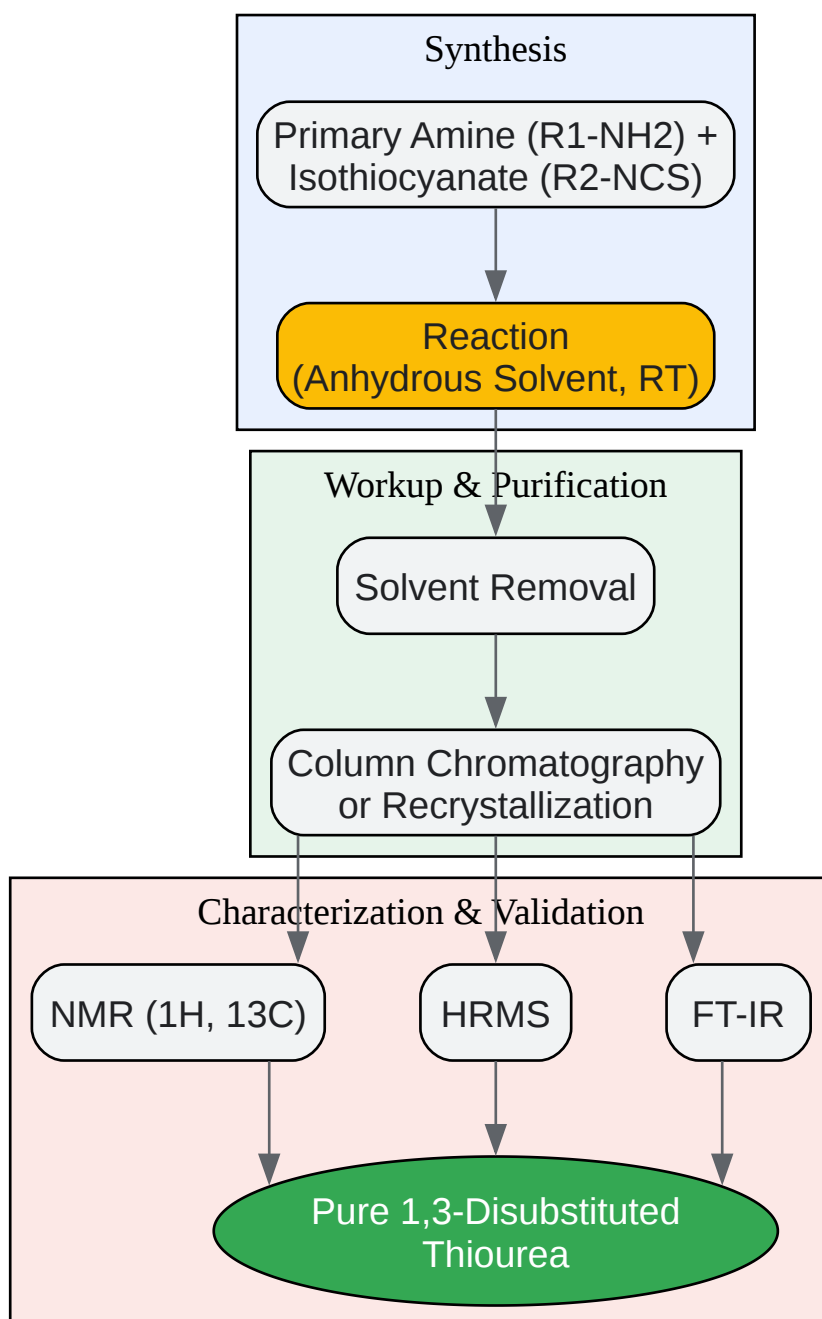 Synthesis
Primary Amine (R1-NH2) +
Isothiocyanate (R2-NCS)
Reaction
(Anhydrous Solvent, RT)
Workup & Purification
Solvent Removal
Column Chromatography
or Recrystallization
Characterization & Validation
NMR (1H, 13C)
HRMS
FT-IR
Pure 1,3-Disubstituted
Thiourea